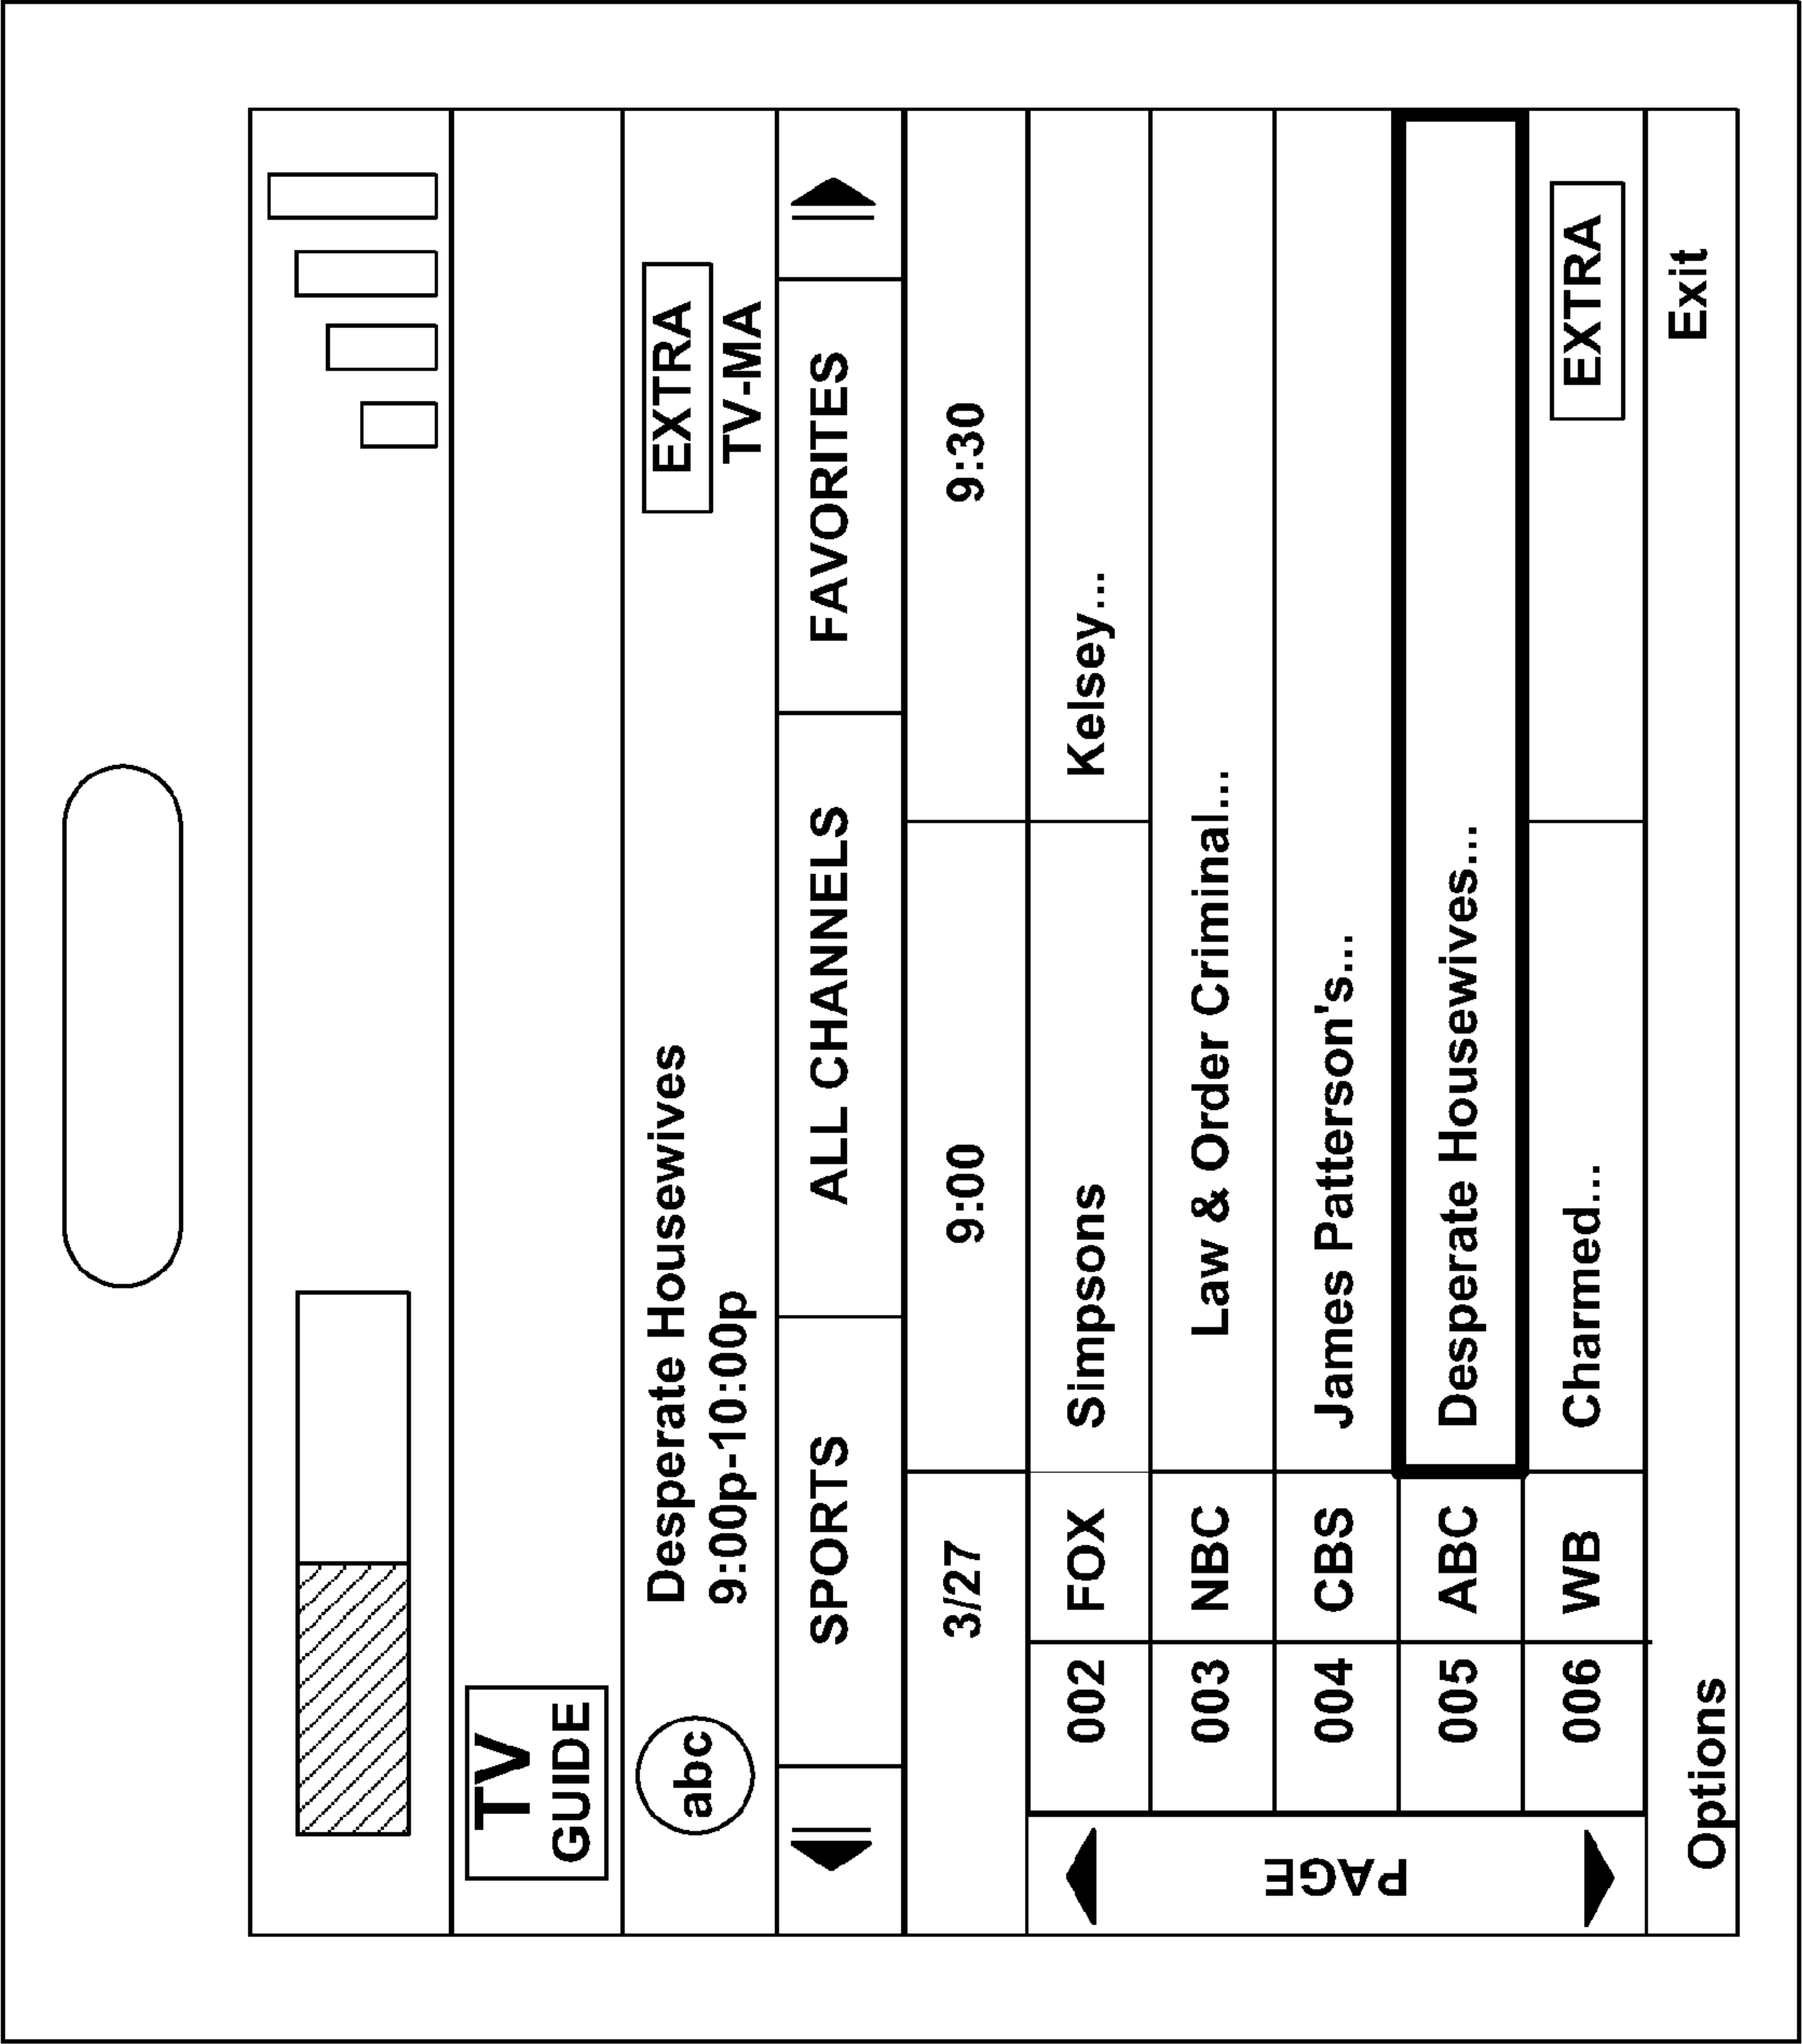 TV
GUIDE
abc
Desperate Housewives
EXTRA
9:00p-10:00p
TV-MA
SPORTS
ALL CHANNELS
FAVORITES
3/27
9:00
9:30
PAGE
002 FOX Simpsons Kelsey...
003 NBC Law & Order Criminal...
004 CBS James Patterson's...
005 ABC Desperate Housewives...
006 WB Charmed... EXTRA
Options
Exit